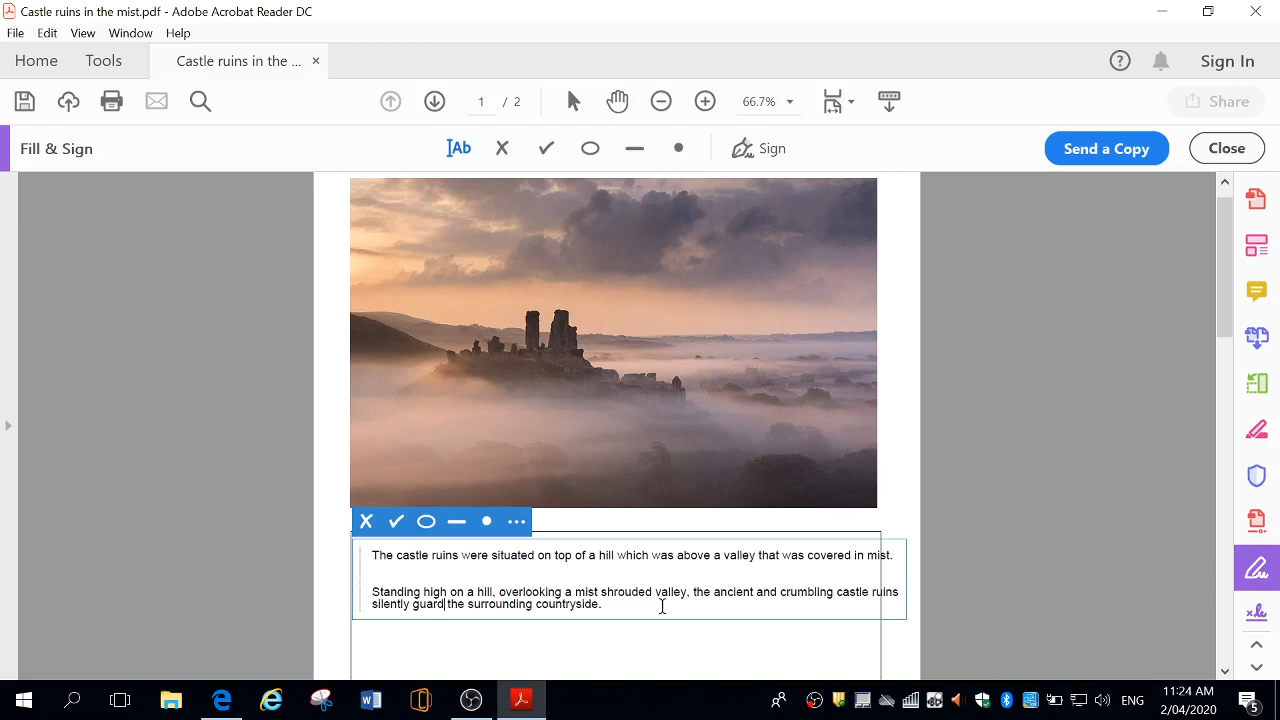 Castle ruins in the mist.pdf - Adobe Acrobat Reader DC
File Edit View Window Help
Home Tools Castle ruins in the ... × Sign In
1 / 2 66.7% Share
Fill & Sign Ab Sign Send a Copy Close
The castle ruins were situated on top of a hill which was above a valley that was covered in mist.
Standing high on a hill, overlooking a mist shrouded valley, the ancient and crumbling castle ruins
silently guard the surrounding countryside.
ENG 11:24 AM
2/04/2020 5